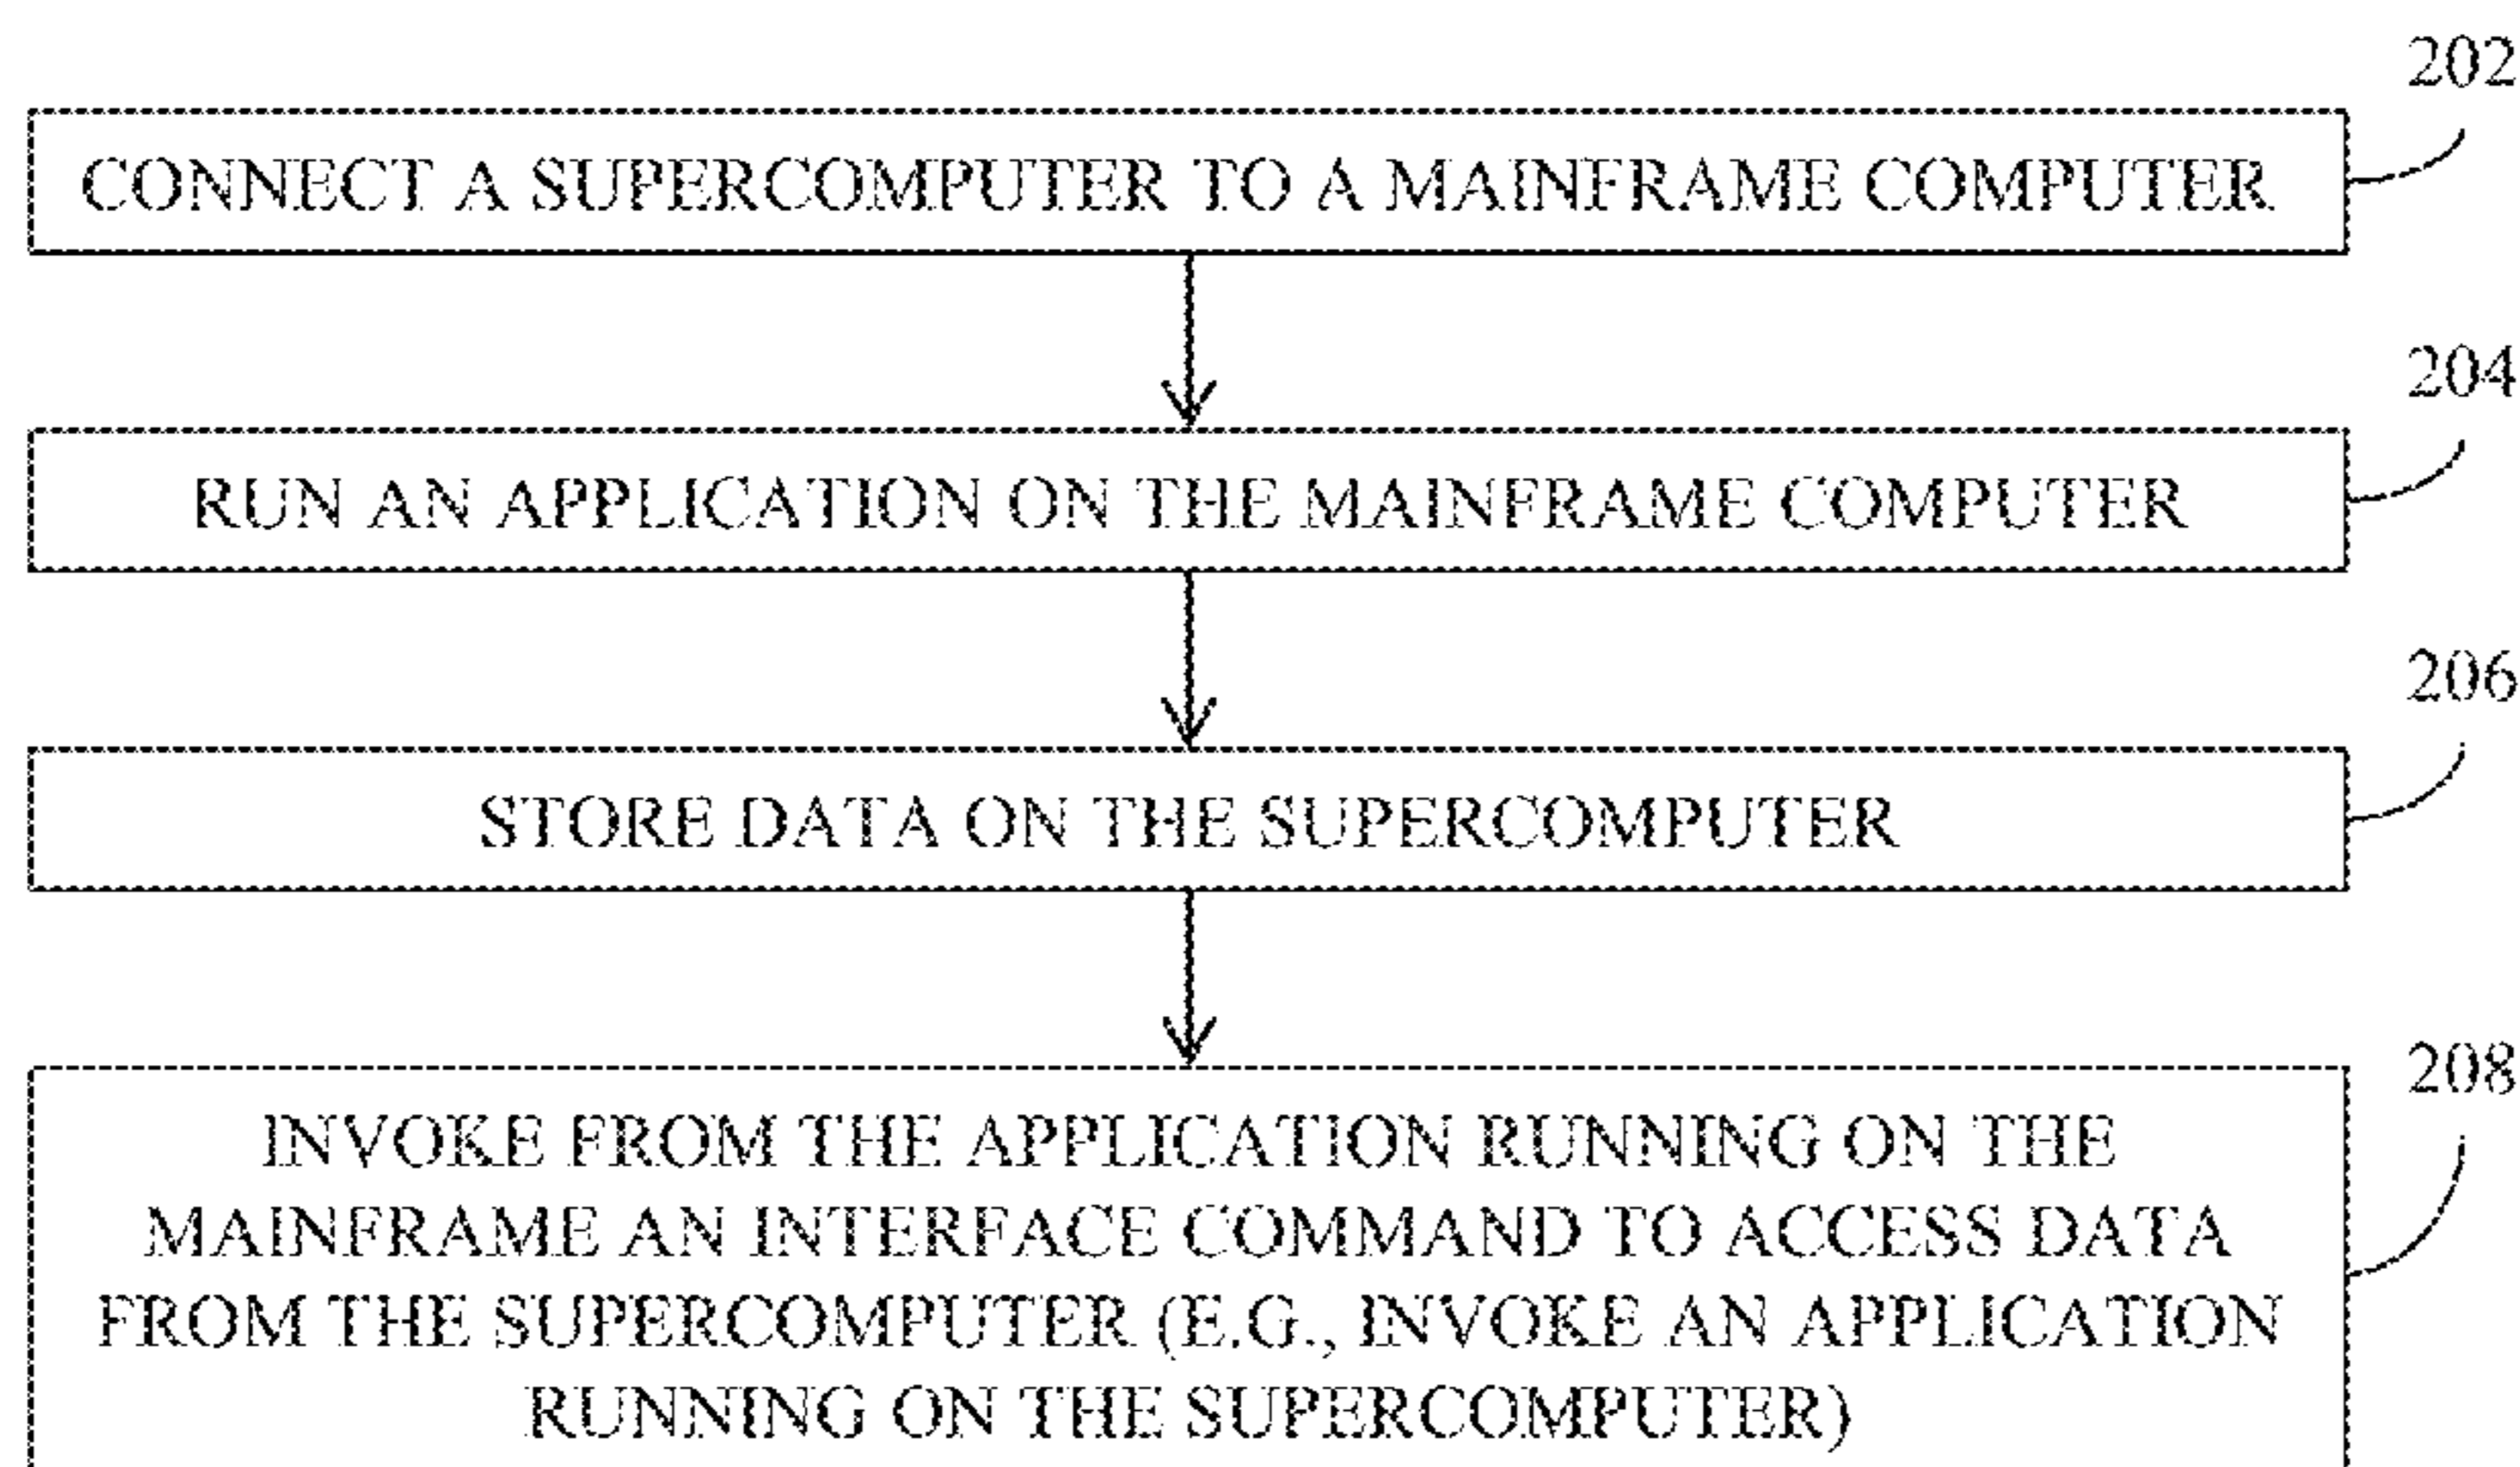 202
CONNECT A SUPERCOMPUTER TO A MAINFRAME COMPUTER
204
RUN AN APPLICATION ON THE MAINFRAME COMPUTER
206
STORE DATA ON THE SUPERCOMPUTER
208
INVOKE FROM THE APPLICATION RUNNING ON THE
MAINFRAME AN INTERFACE COMMAND TO ACCESS DATA
FROM THE SUPERCOMPUTER (E.G., INVOKE AN APPLICATION
RUNNING ON THE SUPERCOMPUTER)